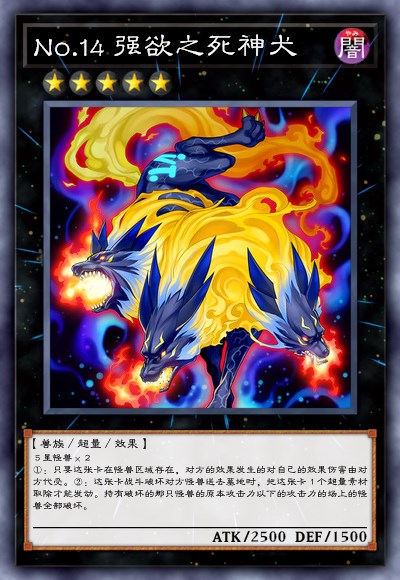 No.14 强欲之死神犬
やみ
闇
14
【兽族/超量/效果】
5星怪兽×2
①：只要这张卡在怪兽区域存在，对方的效果发生的对自己的效果伤害由对
方代受。②：这张卡战斗破坏对方怪兽送去墓地时，把这张卡1个超量素材
取除才能发动。持有破坏的那只怪兽的原本攻击力以下的攻击力的场上的怪
兽全部破坏。
ATK/2500 DEF/1500